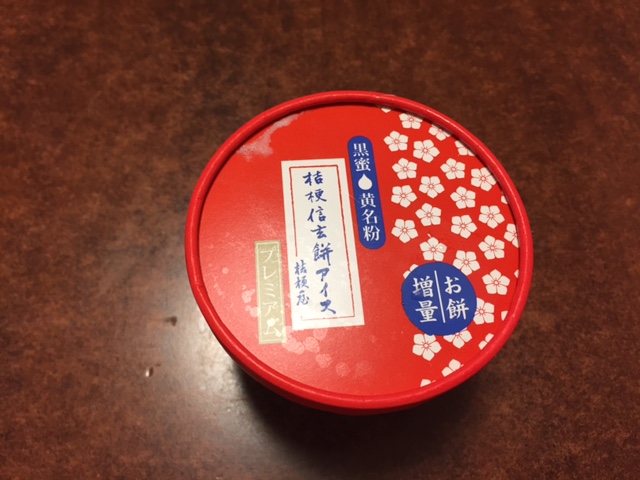 黒蜜
黄名粉
桔梗信玄餅アイス
桔梗屋
プレミアム
お餅
増量